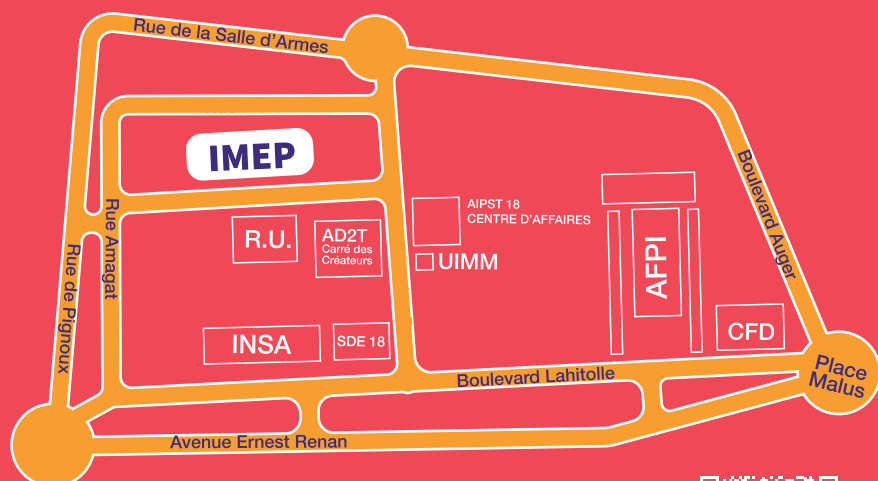 Rue de la Salle d'Armes
IMEP
Boulevard Auger
AIPST 18
CENTRE D'AFFAIRES
Rue Amagat
R.U.
AD2T
Carré des
Créateurs
UIMM
AFPI
Rue de Pignoux
INSA
SDE 18
CFD
Boulevard Lahitolle
Place
Malus
Avenue Ernest Renan